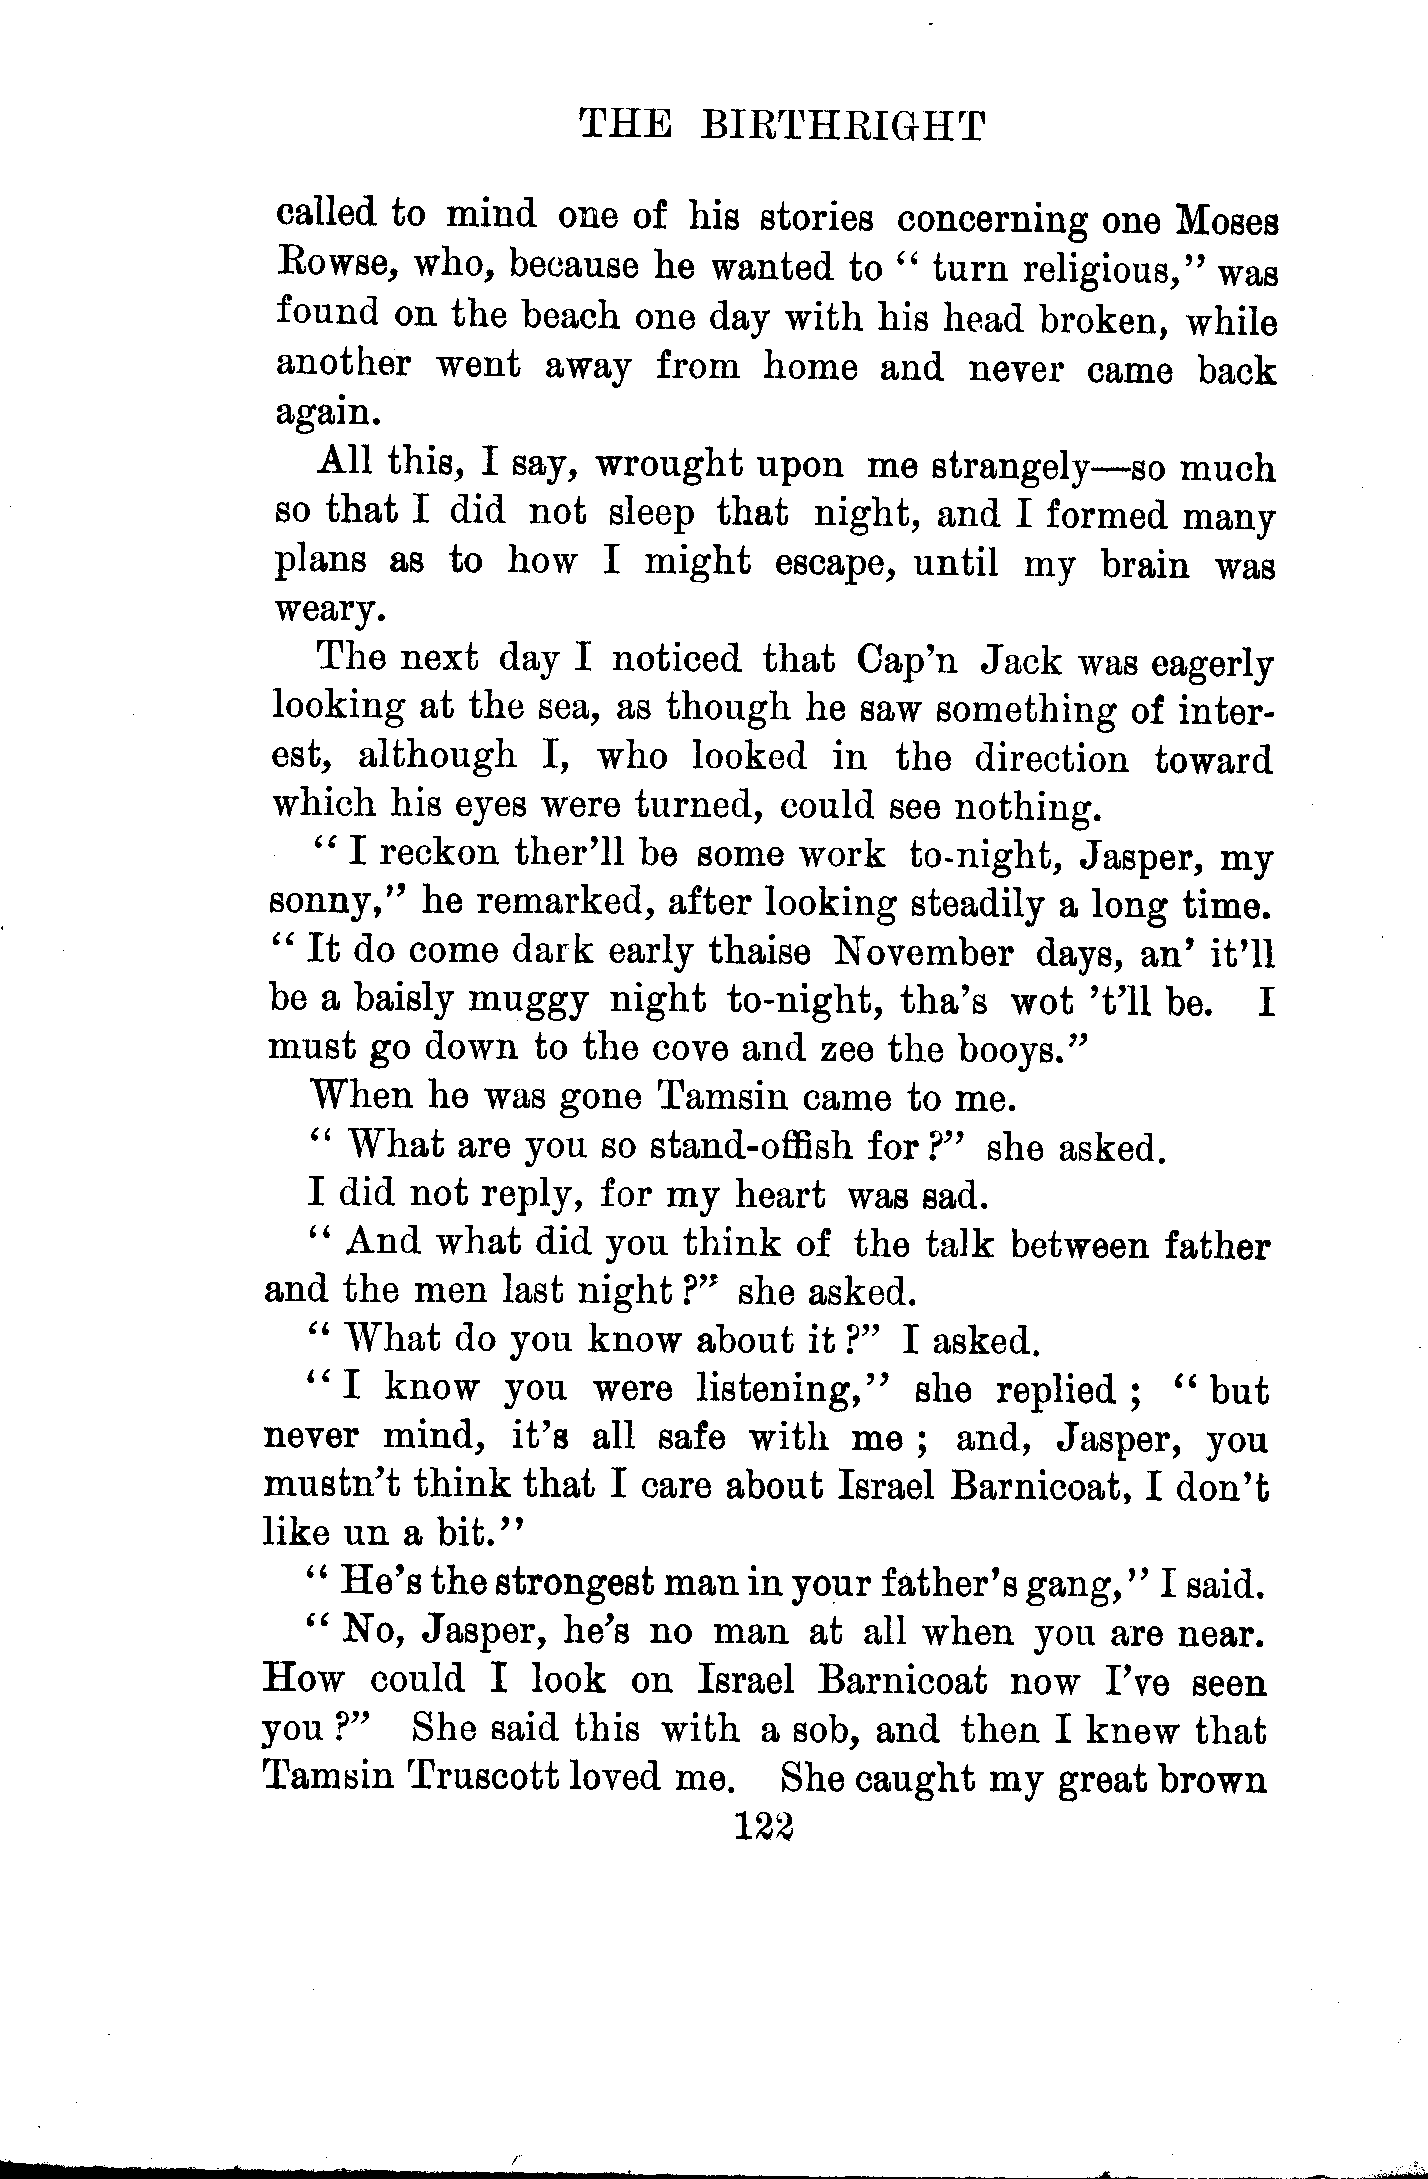 THE BIRTHRIGHT
called to mind one of his stories concerning one Moses
Rowse, who, because he wanted to “ turn religious,” was
found on the beach one day with his head broken, while
another went away from home and never came back
again.
All this, I say, wrought upon me strangely—so much
so that I did not sleep that night, and I formed many
plans as to how I might escape, until my brain was
weary.
The next day I noticed that Cap’n Jack was eagerly
looking at the sea, as though he saw something of inter-
est, although I, who looked in the direction toward
which his eyes were turned, could see nothing.
“ I reckon ther’ll be some work to-night, Jasper, my
sonny,” he remarked, after looking steadily a long time.
“ It do come dark early thaise November days, an’ it’ll
be a baisly muggy night to-night, tha’s wot ’t’ll be. I
must go down to the cove and zee the booys.”
When he was gone Tamsin came to me.
“ What are you so stand-offish for ?” she asked.
I did not reply, for my heart was sad.
“ And what did you think of the talk between father
and the men last night ?” she asked.
“ What do you know about it ?” I asked.
“ I know you were listening,” she replied ; “ but
never mind, it’s all safe with me ; and, Jasper, you
mustn’t think that I care about Israel Barnicoat, I don’t
like un a bit.”
“ He’s the strongest man in your father’s gang,” I said.
“ No, Jasper, he’s no man at all when you are near.
How could I look on Israel Barnicoat now I’ve seen
you ?” She said this with a sob, and then I knew that
Tamsin Truscott loved me. She caught my great brown
122